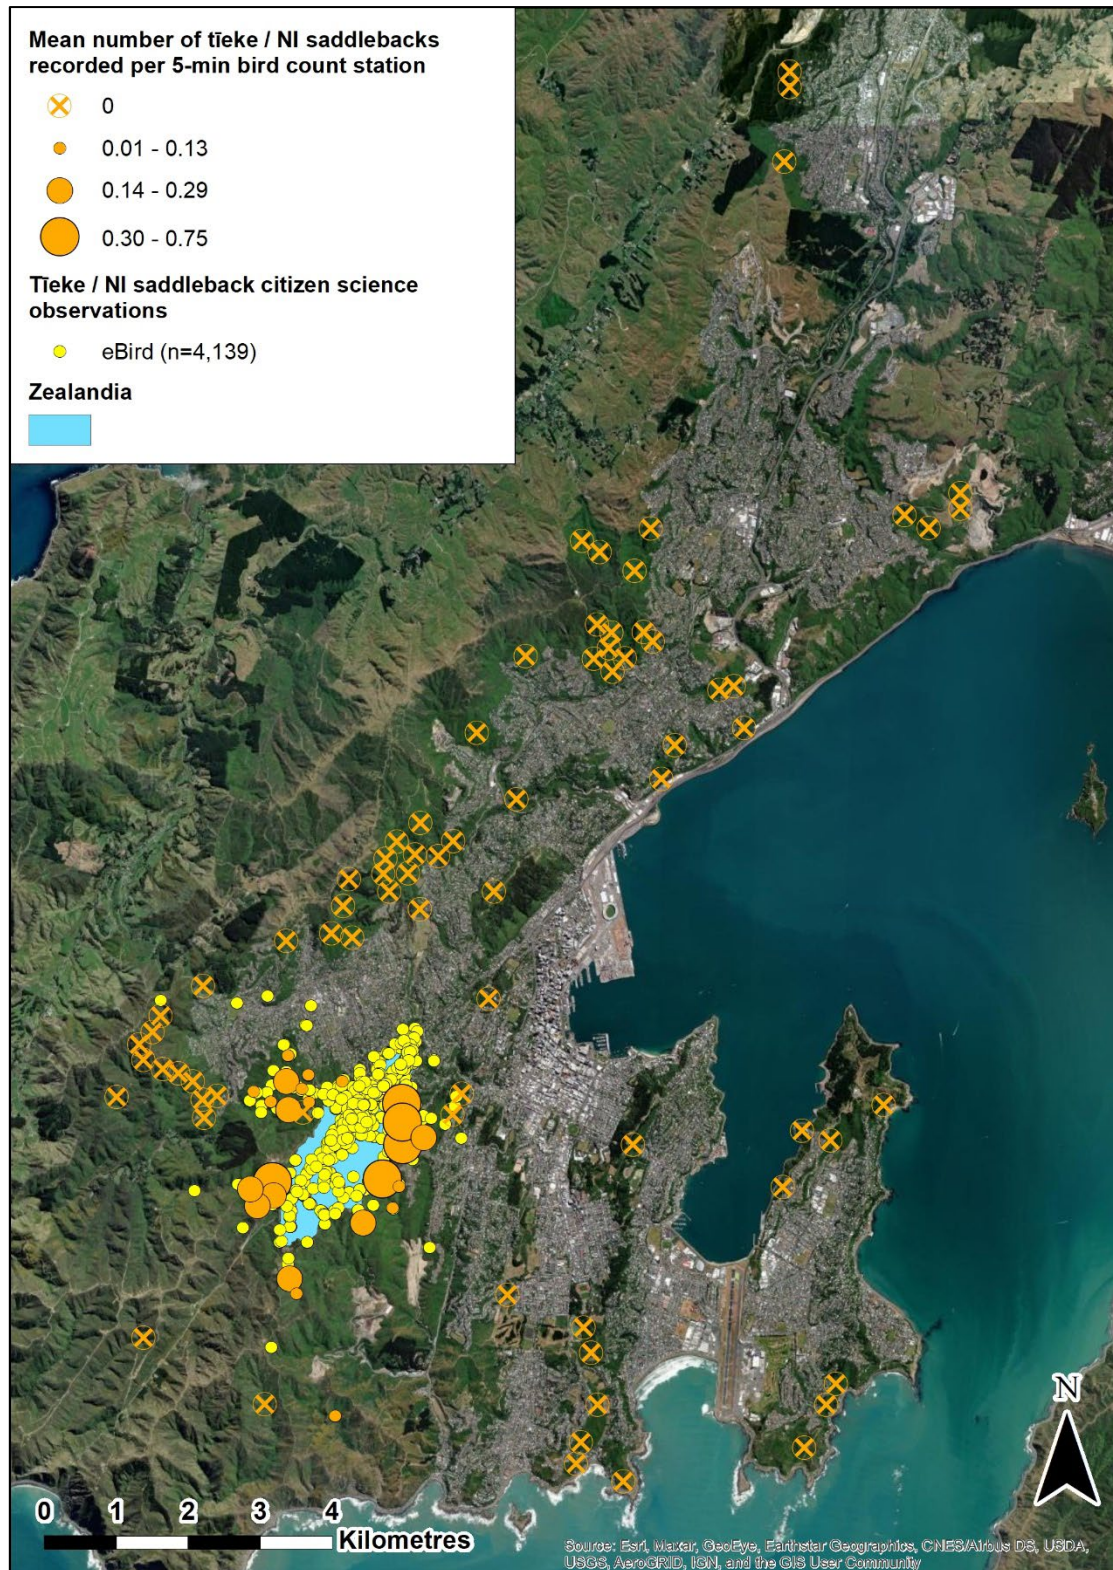 Mean number of tīeke / NI saddlebacks
recorded per 5-min bird count station
0
0.01 - 0.13
0.14 - 0.29
0.30 - 0.75
Tīeke / NI saddleback citizen science
observations
eBird (n=4,139)
Zealandia
N
0 1 2 3 4
Kilometres
Source: Esri, Maxar, GeoEye, Earthstar Geographics, CNES/Airbus DS, USDA,
USGS, AeroGRID, IGN, and the GIS User Community